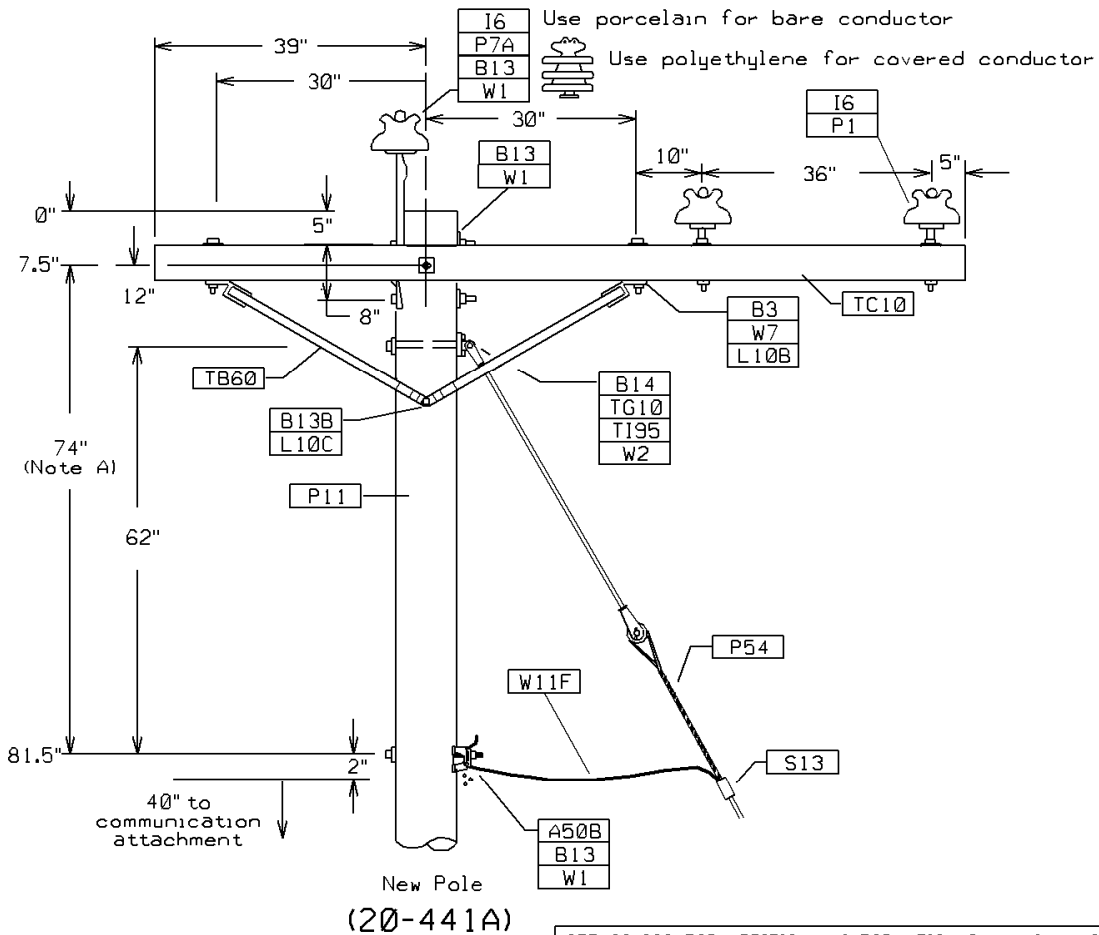 I6
P7A
B13
W1
Use porcelain for bare conductor
Use polyethylene for covered conductor
39"
30"
30"
I6
P1
B13
W1
10"
36"
5"
0"
5"
7.5"
12"
8"
TC10
B3
W7
L10B
TB60
B14
TG10
TI95
W2
B13B
L10C
74"
(Note A)
P11
62"
P54
W11F
81.5"
2"
S13
40" to
communication
attachment
A50B
B13
W1
New Pole
(20-441A)